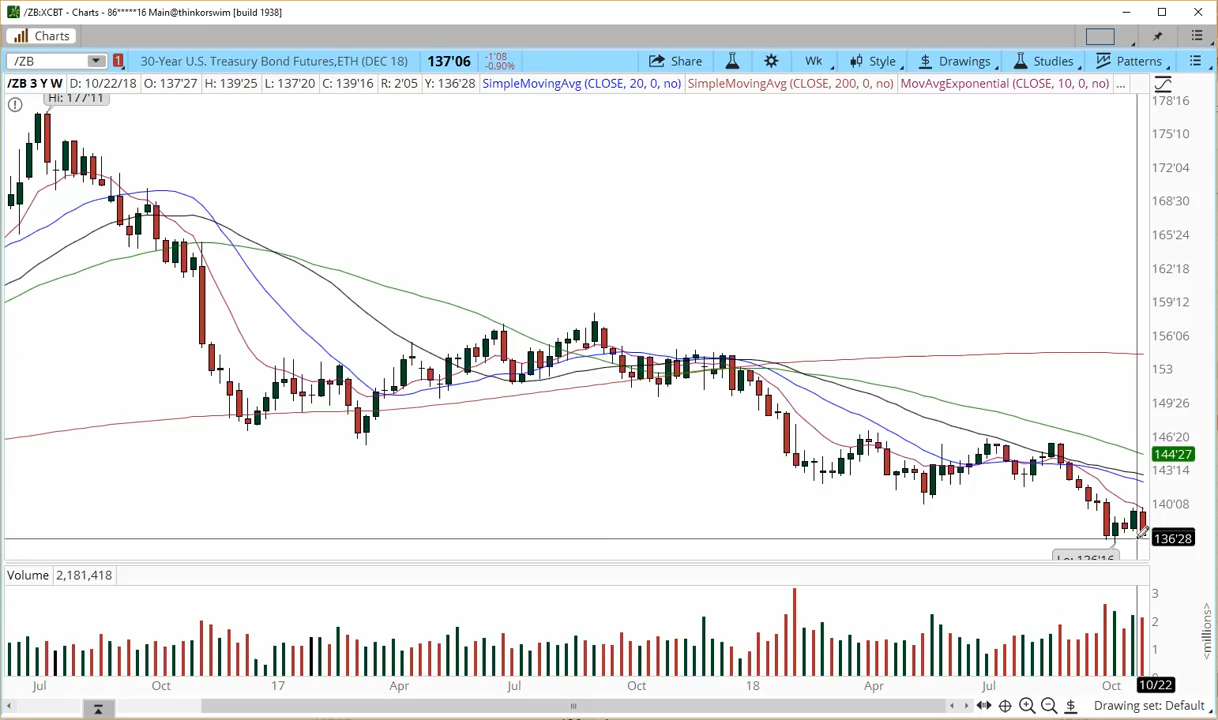 /ZB:XCBT - Charts - 86*****16 Main@thinkorswim [build 1938]
Charts
/ZB 1 30-Year U.S. Treasury Bond Futures,ETH (DEC 18) 137'06 -1'08 -0.90% Share Wk Style $ Drawings Studies Patterns
/ZB 3 Y W D: 10/22/18 O: 137'27 H: 139'25 L: 137'20 C: 139'16 R: 2'05 Y: 136'28 SimpleMovingAvg (CLOSE, 20, 0, no) SimpleMovingAvg (CLOSE, 200, 0, no) MovAvgExponential (CLOSE, 10, 0, no) ...
Hi: 177'11
178'16
175'10
172'04
168'30
165'24
162'18
159'12
156'06
153
149'26
146'20
144'27
143'14
140'08
136'28
Lo: 136'16
Volume 2,181,418
3
2
1
<millions>
Jul Oct 17 Apr Jul Oct 18 Apr Jul Oct 10/22
$ Drawing set: Default